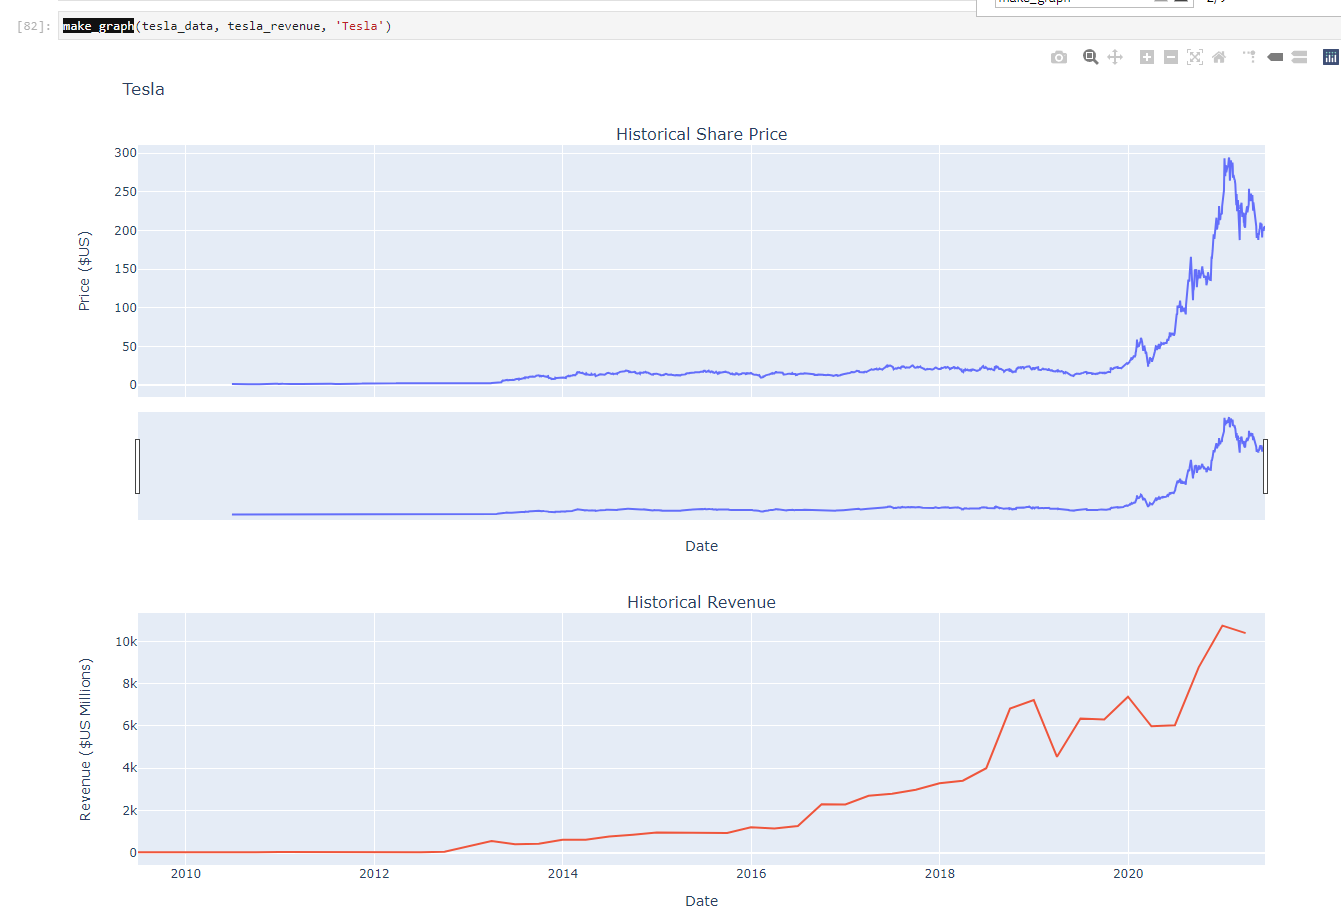 [82]: make_graph(tesla_data, tesla_revenue, 'Tesla')
Tesla
Historical Share Price
Price ($US)
300
250
200
150
100
50
0
Date
Historical Revenue
Revenue ($US Millions)
10k
8k
6k
4k
2k
0
2010 2012 2014 2016 2018 2020
Date